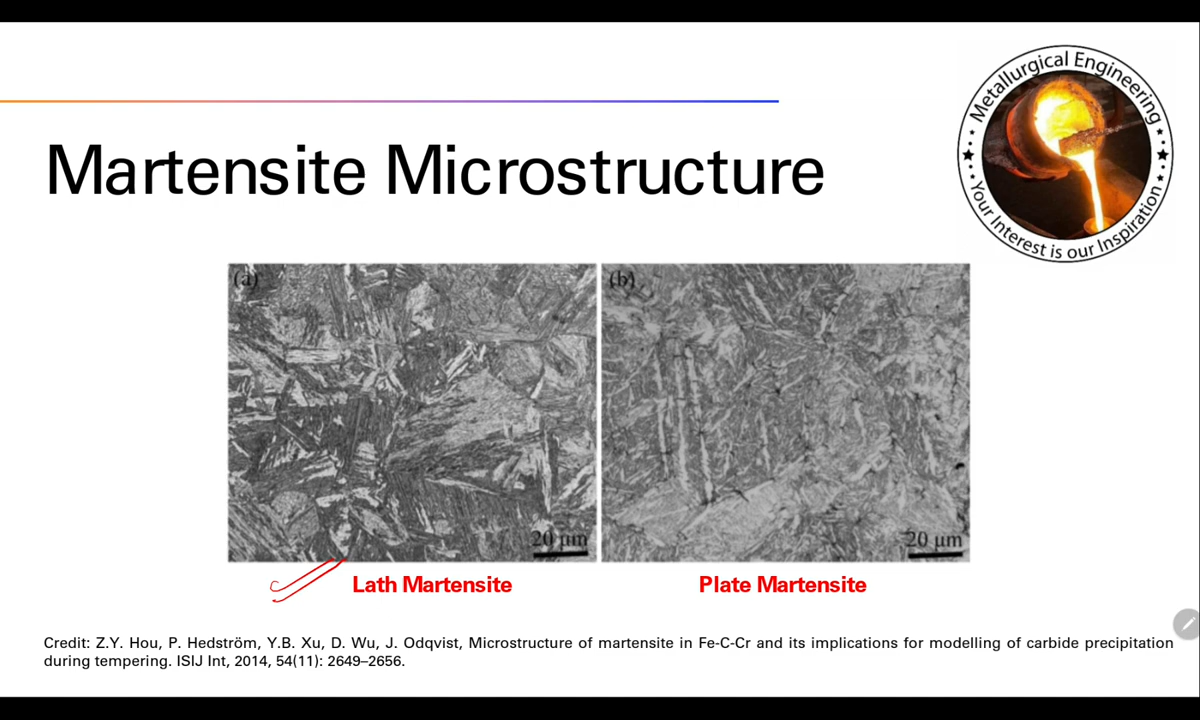 Metallurgical Engineering
Your Interest is our Inspiration
Martensite Microstructure
(a)
(b)
20 µm
20 µm
Lath Martensite
Plate Martensite
Credit: Z.Y. Hou, P. Hedström, Y.B. Xu, D. Wu, J. Odqvist, Microstructure of martensite in Fe-C-Cr and its implications for modelling of carbide precipitation
during tempering. ISIJ Int, 2014, 54(11): 2649–2656.